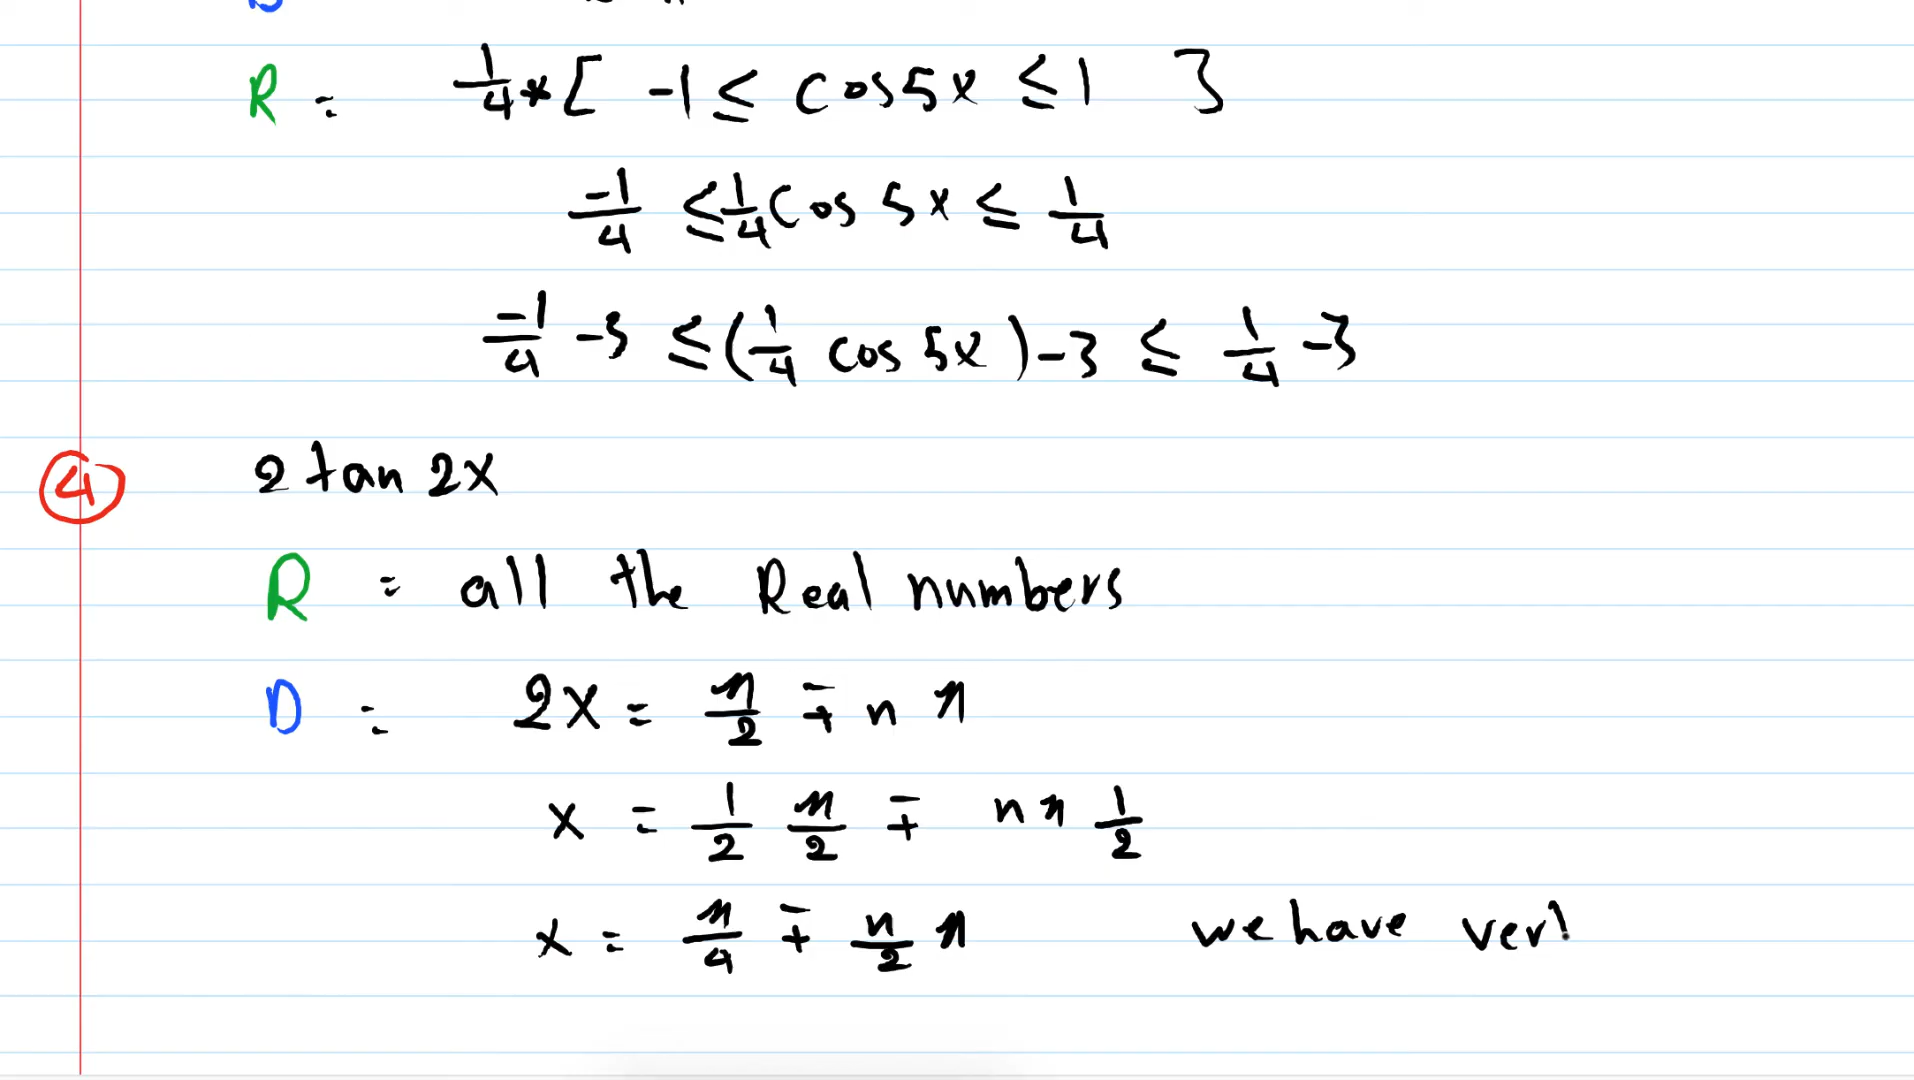 R = 1/4 * [ -1 ≤ cos 5x ≤ 1 ]
-1/4 ≤ 1/4 cos 5x ≤ 1/4
-1/4 -3 ≤ (1/4 cos 5x) -3 ≤ 1/4 -3
4 2 tan 2x
R = all the Real numbers
D = 2x = π/2 ∓ n π
x = 1/2 π/2 ∓ n π 1/2
x = π/4 ∓ n/2 π we have ver